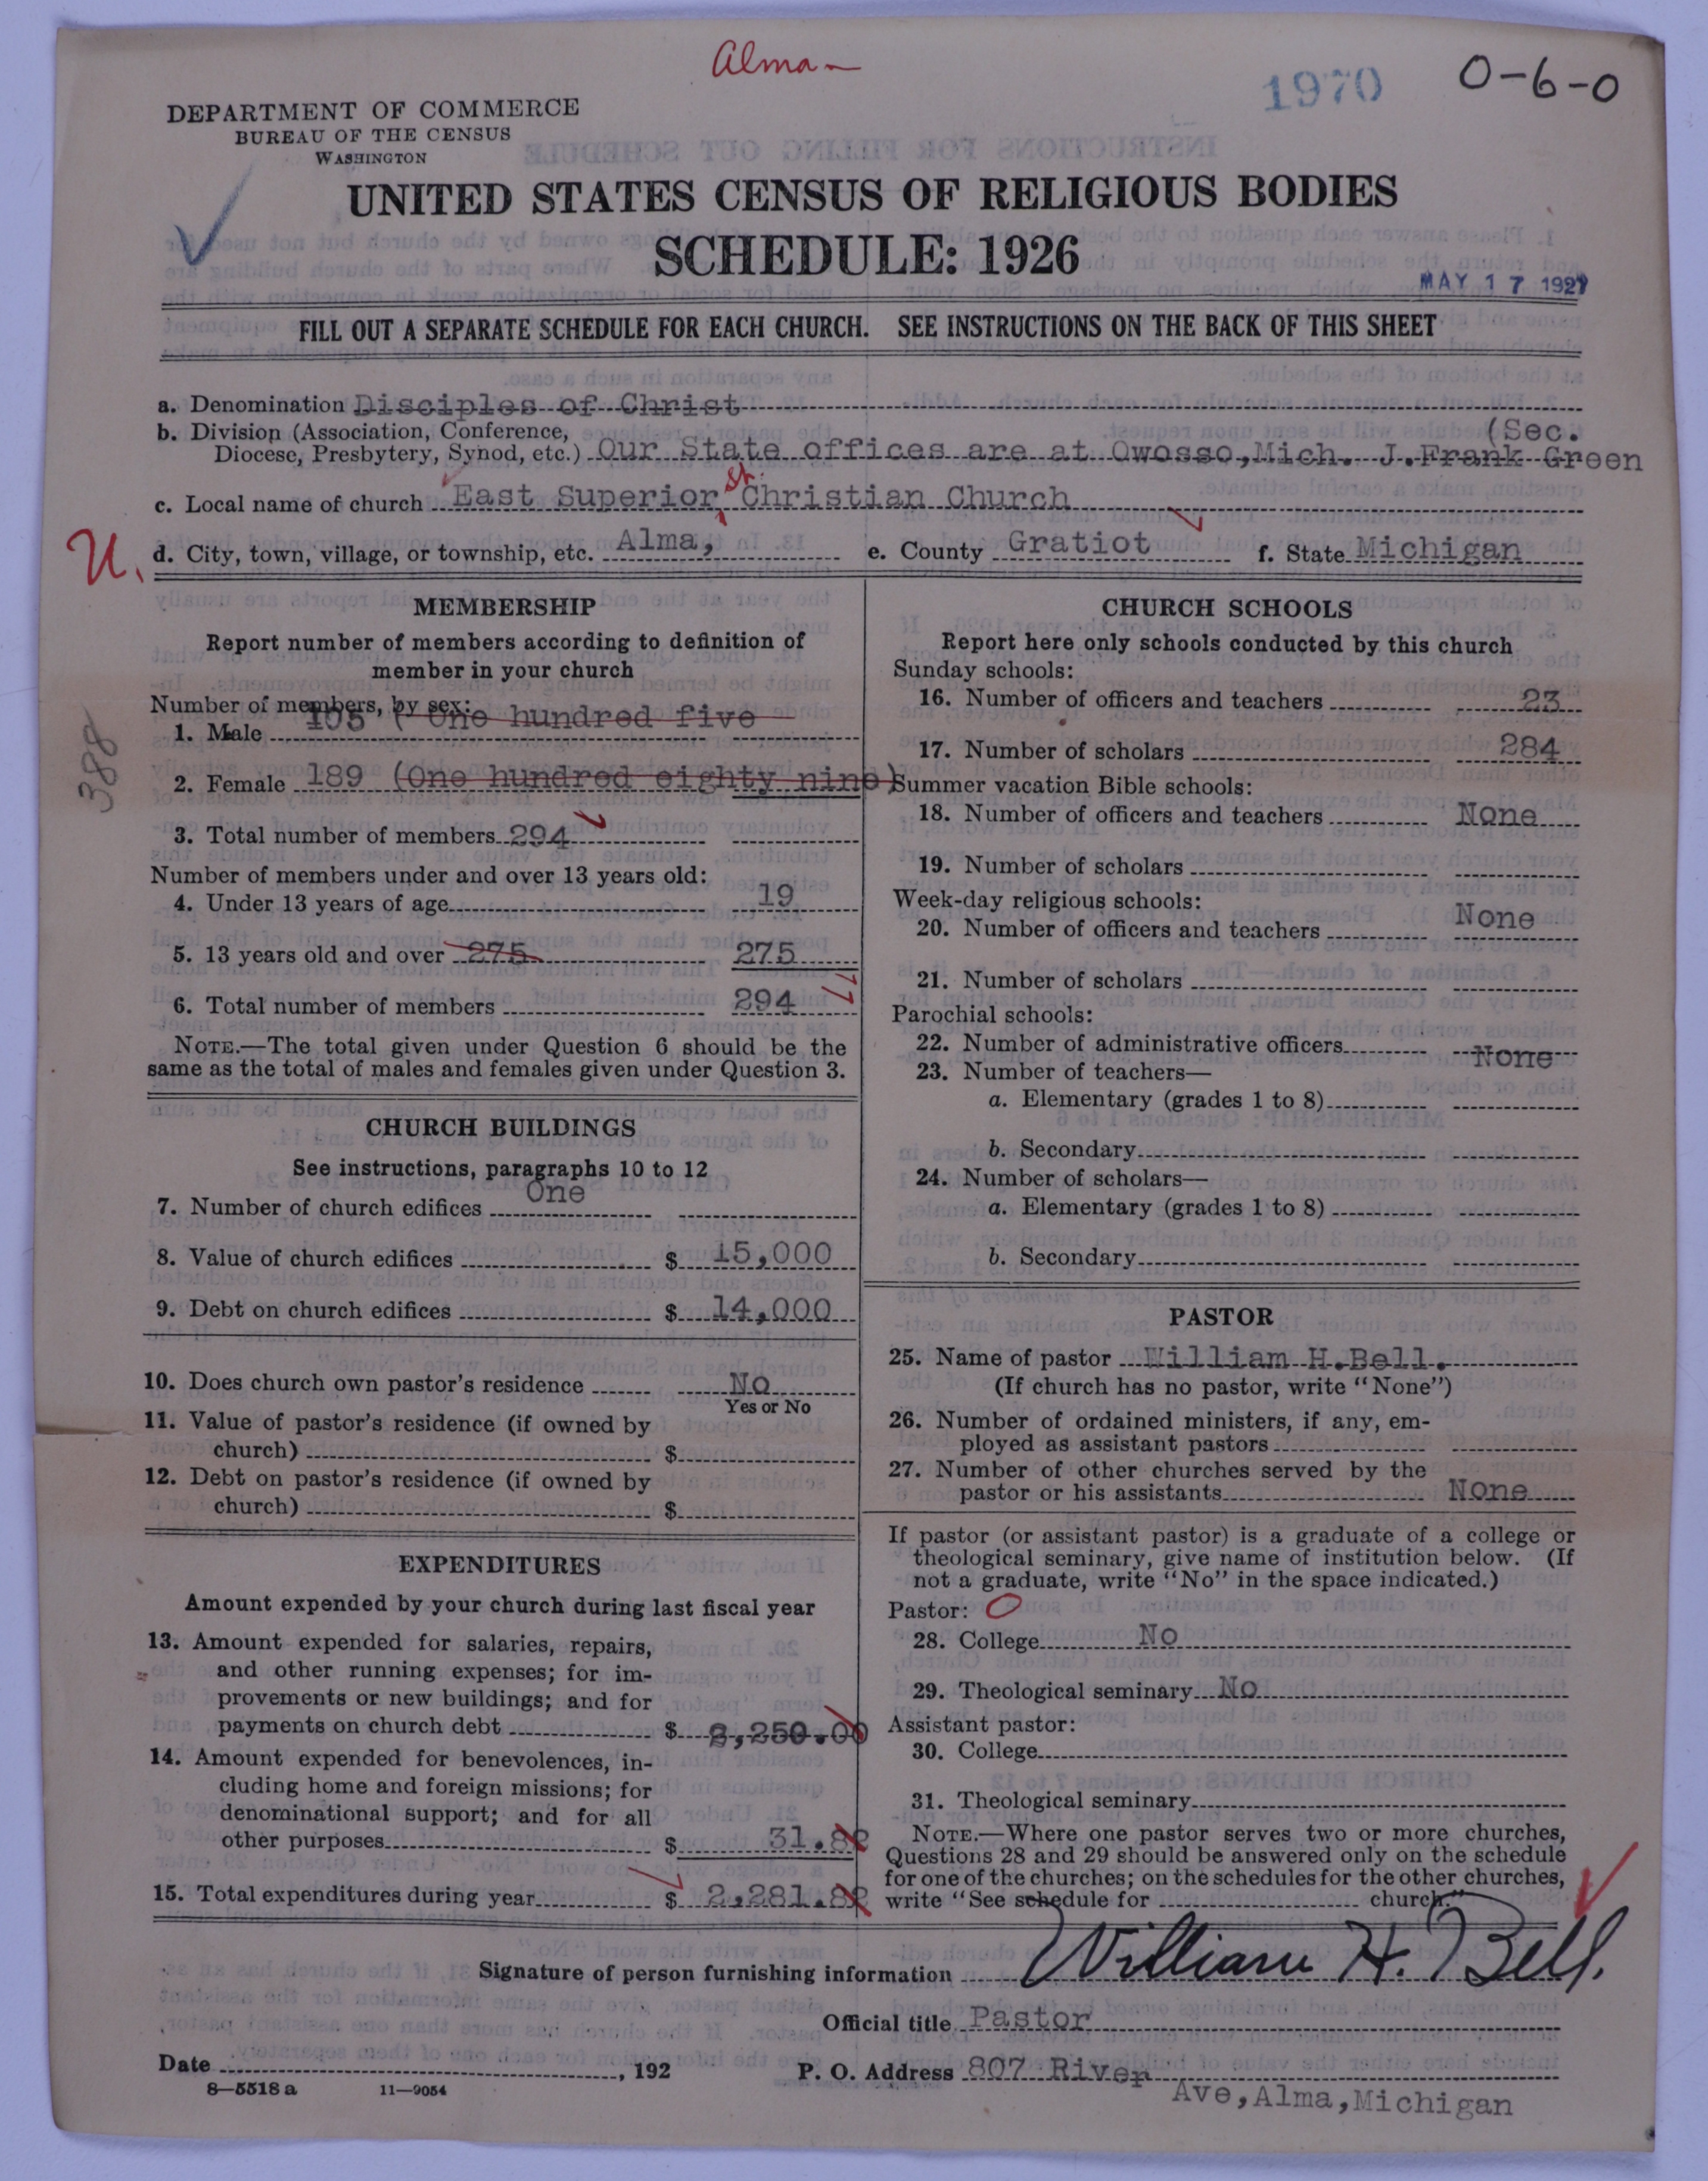 Alma
1970
0-6-0
DEPARTMENT OF COMMERCE
BUREAU OF THE CENSUS
WASHINGTON
UNITED STATES CENSUS OF RELIGIOUS BODIES
SCHEDULE: 1926
MAY 17 1927
FILL OUT A SEPARATE SCHEDULE FOR EACH CHURCH. SEE INSTRUCTIONS ON THE BACK OF THIS SHEET
a. Denomination Disciples of Christ
b. Division (Association, Conference, (Sec.
Diocese, Presbytery, Synod, etc.) Our State offices are at Owosso,Mich. J.Frank Green
c. Local name of church East Superior St. Christian Church
U.
d. City, town, village, or township, etc. Alma, e. County Gratiot f. State Michigan
388
MEMBERSHIP
Report number of members according to definition of
member in your church
Number of members, by sex:
1. Male 105 (One hundred five
2. Female 189 (One hundred eighty nine)
3. Total number of members 294
Number of members under and over 13 years old:
4. Under 13 years of age 19
5. 13 years old and over 275 275
6. Total number of members 294
NOTE.—The total given under Question 6 should be the
same as the total of males and females given under Question 3.
CHURCH BUILDINGS
See instructions, paragraphs 10 to 12
7. Number of church edifices One
8. Value of church edifices $ 15,000
9. Debt on church edifices $ 14,000
10. Does church own pastor's residence No
Yes or No
11. Value of pastor's residence (if owned by
church) $
12. Debt on pastor's residence (if owned by
church) $
EXPENDITURES
Amount expended by your church during last fiscal year
13. Amount expended for salaries, repairs,
and other running expenses; for im-
provements or new buildings; and for
payments on church debt $ 2,250.00
14. Amount expended for benevolences, in-
cluding home and foreign missions; for
denominational support; and for all
other purposes $ 31.82
15. Total expenditures during year $ 2,281.82
CHURCH SCHOOLS
Report here only schools conducted by this church
Sunday schools:
16. Number of officers and teachers 23
17. Number of scholars 284
Summer vacation Bible schools:
18. Number of officers and teachers None
19. Number of scholars
Week-day religious schools:
20. Number of officers and teachers None
21. Number of scholars
Parochial schools:
22. Number of administrative officers None
23. Number of teachers—
a. Elementary (grades 1 to 8)
b. Secondary
24. Number of scholars—
a. Elementary (grades 1 to 8)
b. Secondary
PASTOR
25. Name of pastor William H.Bell.
(If church has no pastor, write "None")
26. Number of ordained ministers, if any, em-
ployed as assistant pastors
27. Number of other churches served by the
pastor or his assistants None
If pastor (or assistant pastor) is a graduate of a college or
theological seminary, give name of institution below. (If
not a graduate, write "No" in the space indicated.)
Pastor: O
28. College No
29. Theological seminary No
Assistant pastor:
30. College
31. Theological seminary
NOTE.—Where one pastor serves two or more churches,
Questions 28 and 29 should be answered only on the schedule
for one of the churches; on the schedules for the other churches,
write "See schedule for church."
Signature of person furnishing information William H. Bell.
Official title Pastor
Date , 192 P. O. Address 807 River
8—5518 a 11—9054 Ave,Alma,Michigan